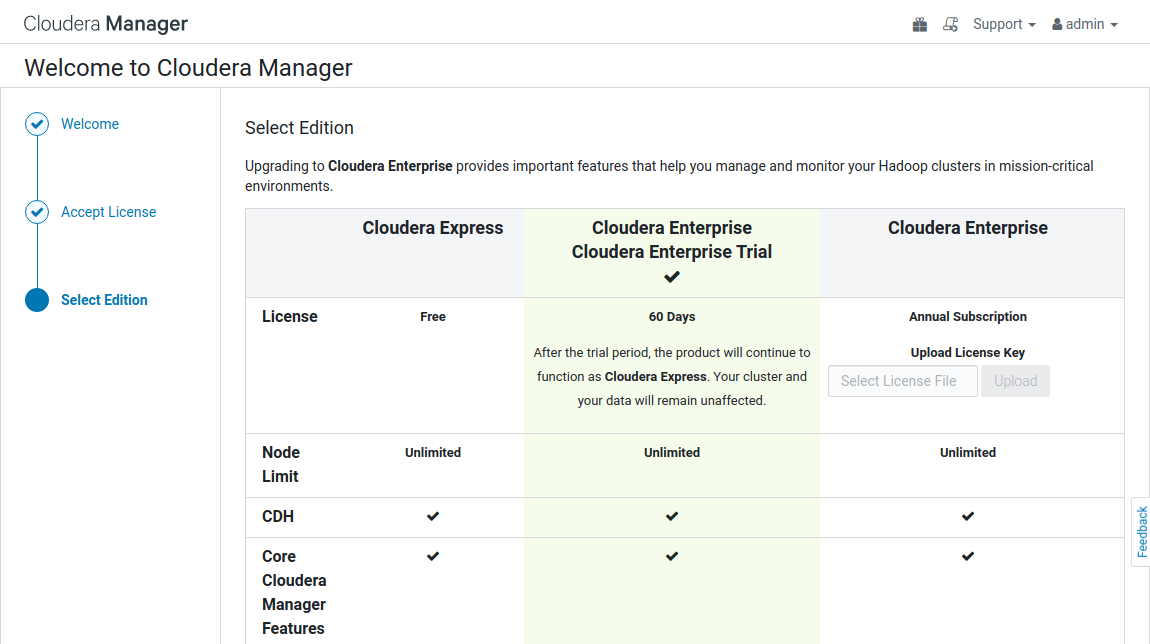 Cloudera Manager
Support
admin
Welcome to Cloudera Manager
Welcome
Accept License
Select Edition
Select Edition
Upgrading to Cloudera Enterprise provides important features that help you manage and monitor your Hadoop clusters in mission-critical
environments.
Cloudera Express
Cloudera Enterprise
Cloudera Enterprise Trial
Cloudera Enterprise
License
Free
60 Days
After the trial period, the product will continue to
function as Cloudera Express. Your cluster and
your data will remain unaffected.
Annual Subscription
Upload License Key
Select License File
Upload
Node
Limit
Unlimited
Unlimited
Unlimited
CDH
Core
Cloudera
Manager
Features
Feedback